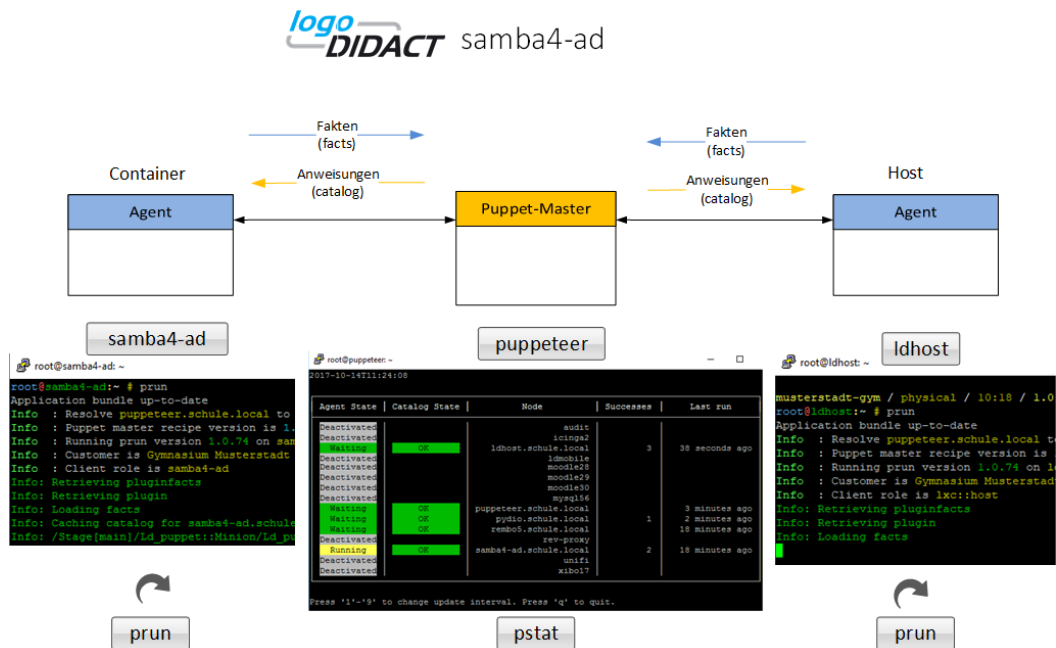 logo
DIDACT samba4-ad
Fakten
(facts)
Fakten
(facts)
Container
Anweisungen
(catalog)
Anweisungen
(catalog)
Host
Agent
Puppet-Master
Agent
samba4-ad
puppeteer
ldhost
root@samba4-ad: ~
root@samba4-ad:~ # prun
Application bundle up-to-date
Info : Resolve puppeteer.schule.local to
Info : Puppet master recipe version is 1.
Info : Running prun version 1.0.74 on sam
Info : Customer is Gymnasium Musterstadt
Info : Client role is samba4-ad
Info: Retrieving pluginfacts
Info: Retrieving plugin
Info: Loading facts
Info: Caching catalog for samba4-ad.schule
Info: /Stage[main]/Ld_puppet::Minion/Ld_pu
root@puppeteer: ~
2017-10-14T11:24:08
Agent State | Catalog State | Node | Successes | Last run
Deactivated audit
Deactivated icinga2
Waiting OK ldhost.schule.local 3 38 seconds ago
Deactivated ldmobile
Deactivated moodle28
Deactivated moodle29
Deactivated moodle30
Deactivated mysql56
Waiting OK puppeteer.schule.local 3 minutes ago
Waiting OK pydio.schule.local 1 2 minutes ago
Waiting OK rembo5.schule.local 18 minutes ago
Deactivated rev-proxy
Running OK samba4-ad.schule.local 2 18 minutes ago
Deactivated unifi
Deactivated xibo17
Press '1'-'9' to change update interval. Press 'q' to quit.
root@ldhost: ~
musterstadt-gym / physical / 10:18 / 1.0
root@ldhost:~ # prun
Application bundle up-to-date
Info : Resolve puppeteer.schule.local to
Info : Puppet master recipe version is
Info : Running prun version 1.0.74 on l
Info : Customer is Gymnasium Musterstad
Info : Client role is lxc::host
Info: Retrieving pluginfacts
Info: Retrieving plugin
Info: Loading facts
prun
pstat
prun